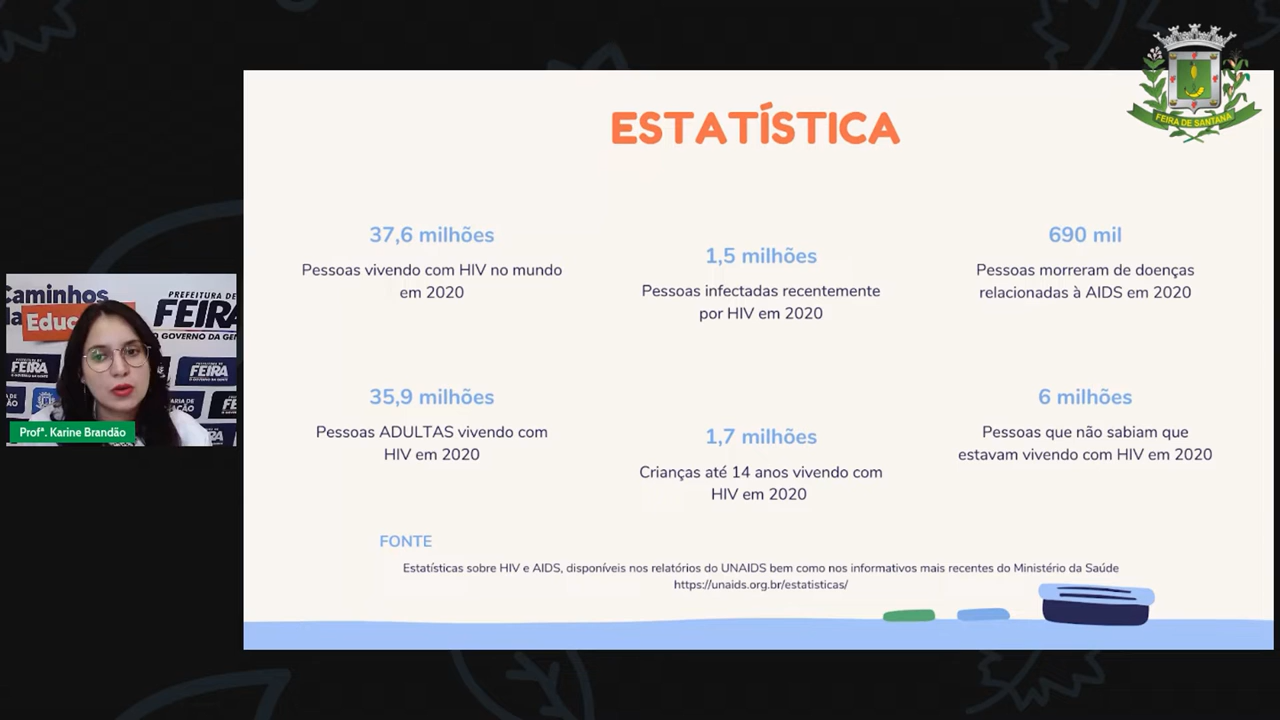 FEIRA DE SANTANA
ESTATÍSTICA
37,6 milhões
Pessoas vivendo com HIV no mundo
em 2020
1,5 milhões
Pessoas infectadas recentemente
por HIV em 2020
690 mil
Pessoas morreram de doenças
relacionadas à AIDS em 2020
35,9 milhões
Pessoas ADULTAS vivendo com
HIV em 2020
1,7 milhões
Crianças até 14 anos vivendo com
HIV em 2020
6 milhões
Pessoas que não sabiam que
estavam vivendo com HIV em 2020
FONTE
Estatísticas sobre HIV e AIDS, disponíveis nos relatórios do UNAIDS bem como nos informativos mais recentes do Ministério da Saúde
https://unaids.org.br/estatisticas/
Caminhos
da
Educ
PREFEITURA DE
FEIRA
O GOVERNO DA GEN
FEIRA
FEIRA
Profª. Karine Brandão